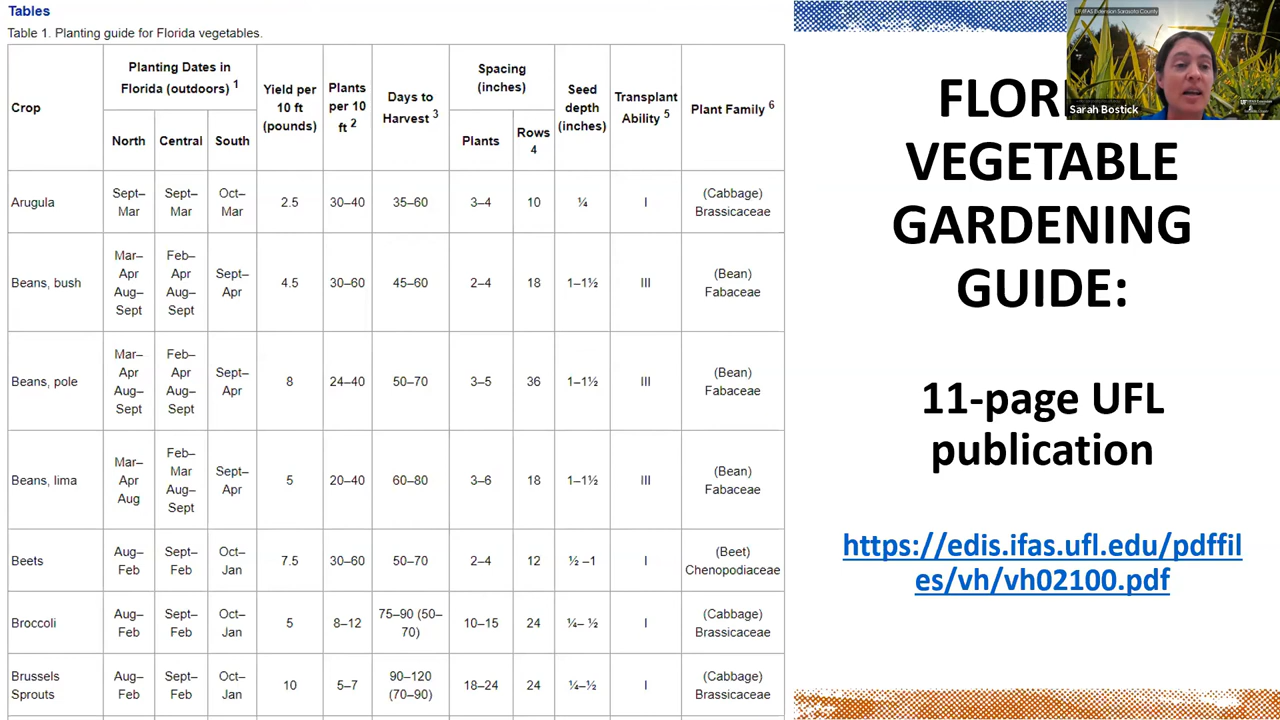 Tables
Table 1. Planting guide for Florida vegetables.
Crop
Planting Dates in
Florida (outdoors) 1
North
Central
South
Yield per
10 ft
(pounds)
Plants
per 10
ft 2
Days to
Harvest 3
Spacing
(inches)
Plants
Rows
4
Seed
depth
(inches)
Transplant
Ability 5
Plant Family 6
Arugula
Sept–
Mar
Sept–
Mar
Oct–
Mar
2.5
30–40
35–60
3–4
10
¼
I
(Cabbage)
Brassicaceae
Beans, bush
Mar–
Apr
Aug–
Sept
Feb–
Apr
Aug–
Sept
Sept–
Apr
4.5
30–60
45–60
2–4
18
1–1½
III
(Bean)
Fabaceae
Beans, pole
Mar–
Apr
Aug–
Sept
Feb–
Apr
Aug–
Sept
Sept–
Apr
8
24–40
50–70
3–5
36
1–1½
III
(Bean)
Fabaceae
Beans, lima
Mar–
Apr
Aug
Feb–
Mar
Aug–
Sept
Sept–
Apr
5
20–40
60–80
3–6
18
1–1½
III
(Bean)
Fabaceae
Beets
Aug–
Feb
Sept–
Feb
Oct–
Jan
7.5
30–60
50–70
2–4
12
½ –1
I
(Beet)
Chenopodiaceae
Broccoli
Aug–
Feb
Sept–
Feb
Oct–
Jan
5
8–12
75–90 (50–
70)
10–15
24
¼– ½
I
(Cabbage)
Brassicaceae
Brussels
Sprouts
Aug–
Feb
Sept–
Feb
Oct–
Jan
10
5–7
90–120
(70–90)
18–24
24
¼–½
I
(Cabbage)
Brassicaceae
UF/IFAS Extension Sarasota County
Sarah Bostick
FLOR
VEGETABLE
GARDENING
GUIDE:
11-page UFL
publication
https://edis.ifas.ufl.edu/pdffil
es/vh/vh02100.pdf